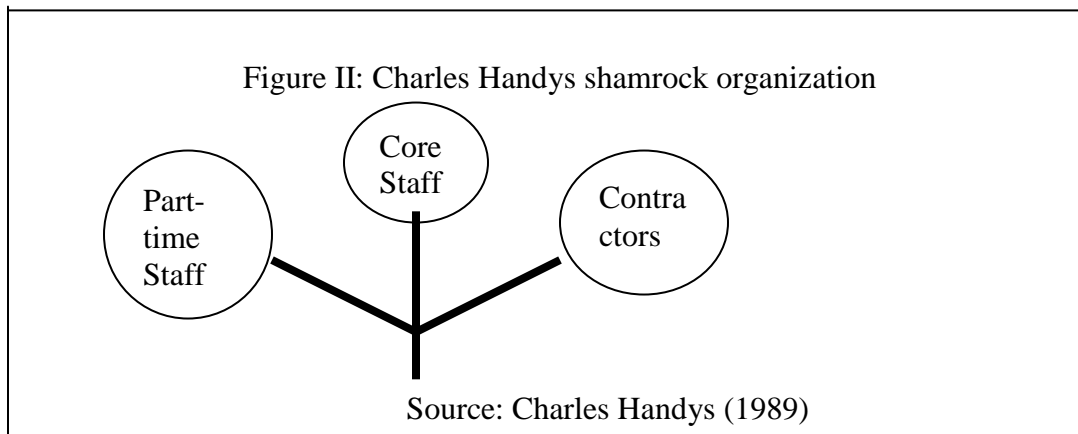 Figure II: Charles Handys shamrock organization
Part-
time
Staff
Core
Staff
Contra
ctors
Source: Charles Handys (1989)